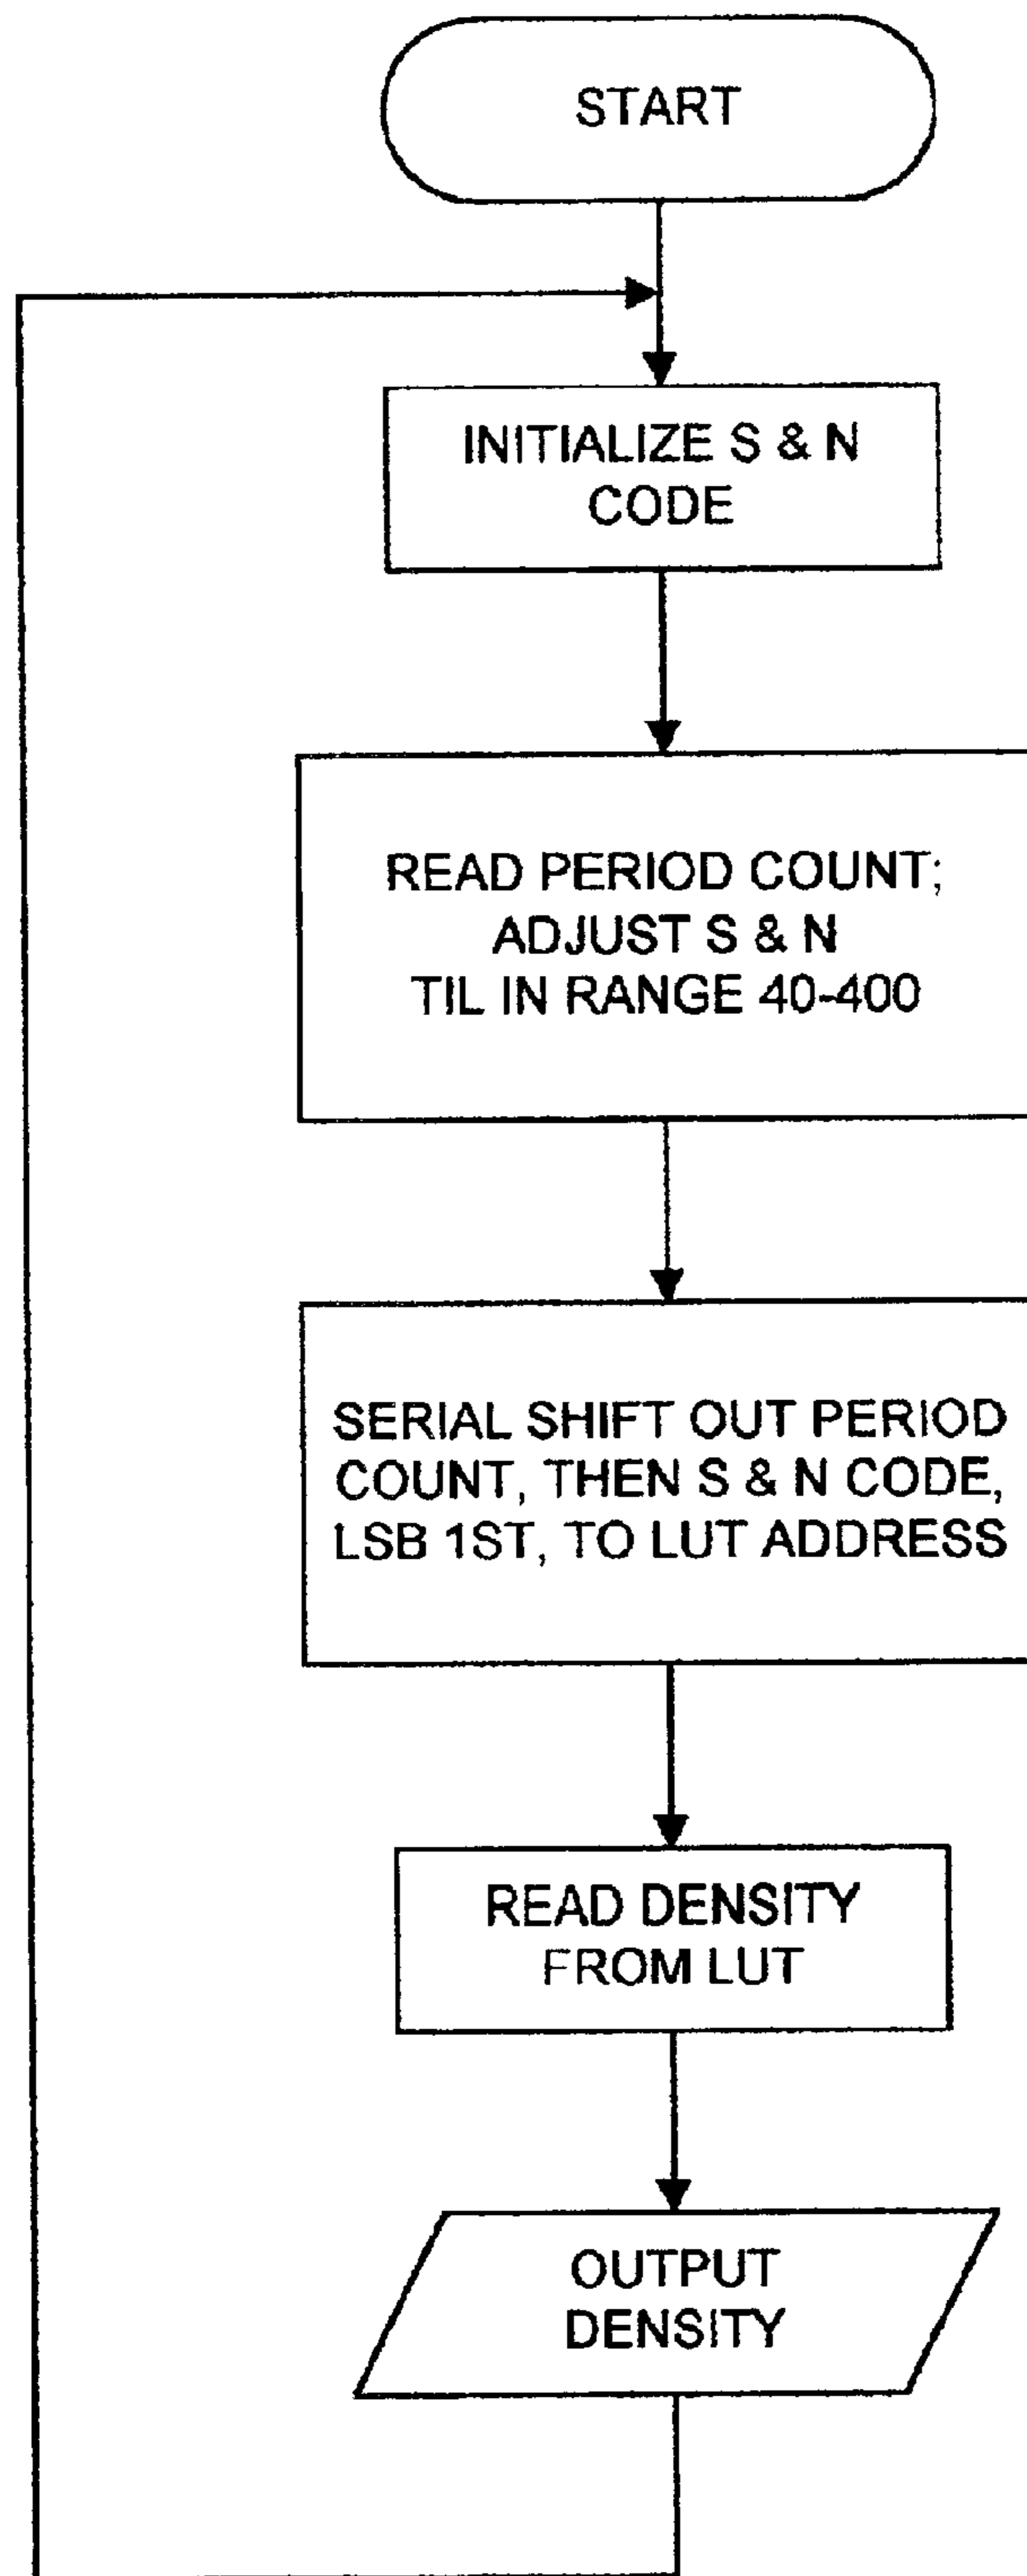 START
INITIALIZE S & N
CODE
READ PERIOD COUNT;
ADJUST S & N
TIL IN RANGE 40-400
SERIAL SHIFT OUT PERIOD
COUNT, THEN S & N CODE,
LSB 1ST, TO LUT ADDRESS
READ DENSITY
FROM LUT
OUTPUT
DENSITY